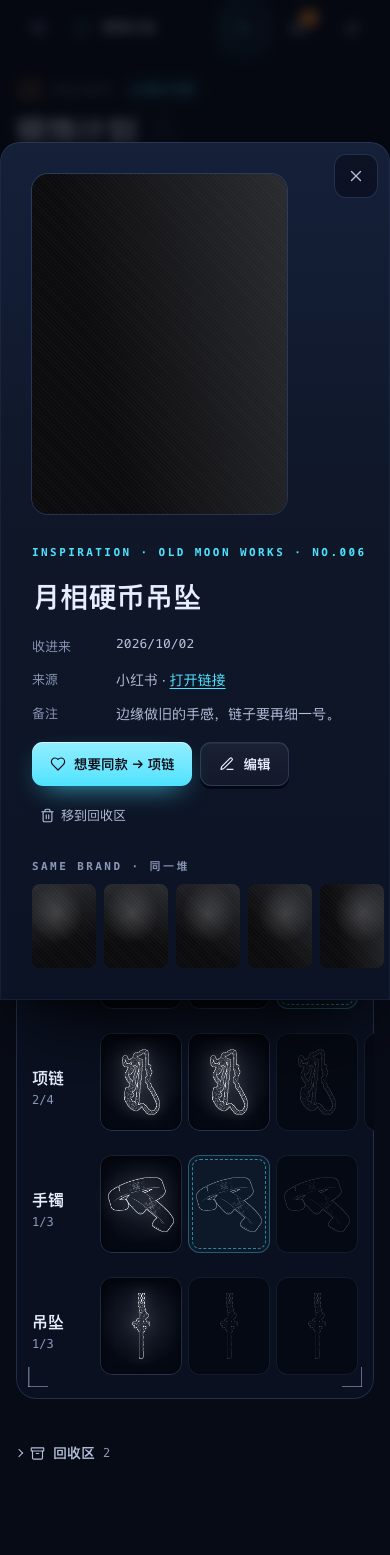 INSPIRATION · OLD MOON WORKS · NO.006
月相硬币吊坠
收进来 2026/10/02
来源 小红书 · 打开链接
备注 边缘做旧的手感，链子要再细一号。
想要同款 → 项链 编辑
移到回收区
SAME BRAND · 同一堆
项链
2/4
手镯
1/3
吊坠
1/3
回收区 2